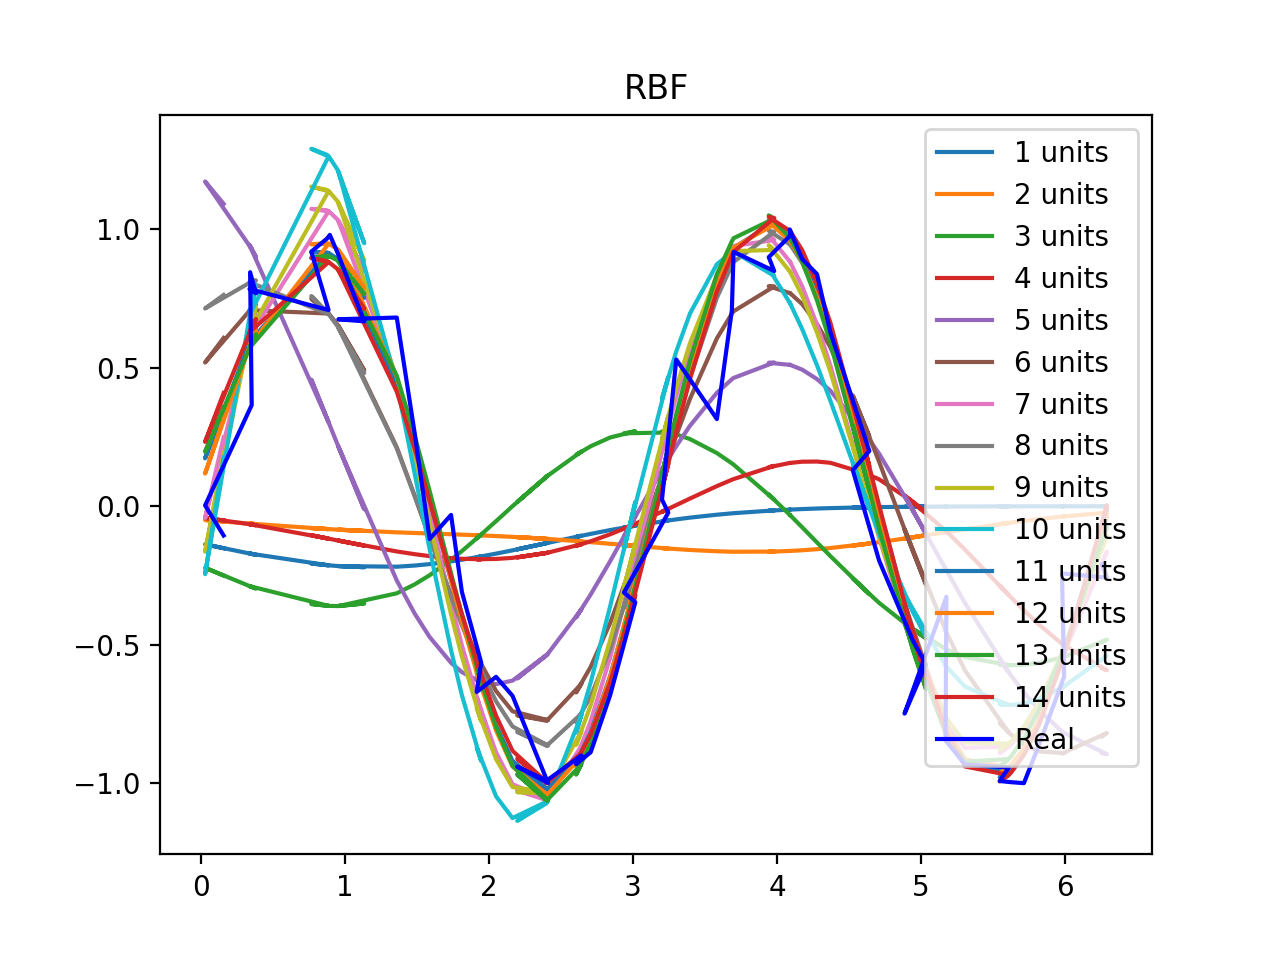 RBF
1.0
0.5
0.0
−0.5
−1.0
0 1 2 3 4 5 6
1 units
2 units
3 units
4 units
5 units
6 units
7 units
8 units
9 units
10 units
11 units
12 units
13 units
14 units
Real